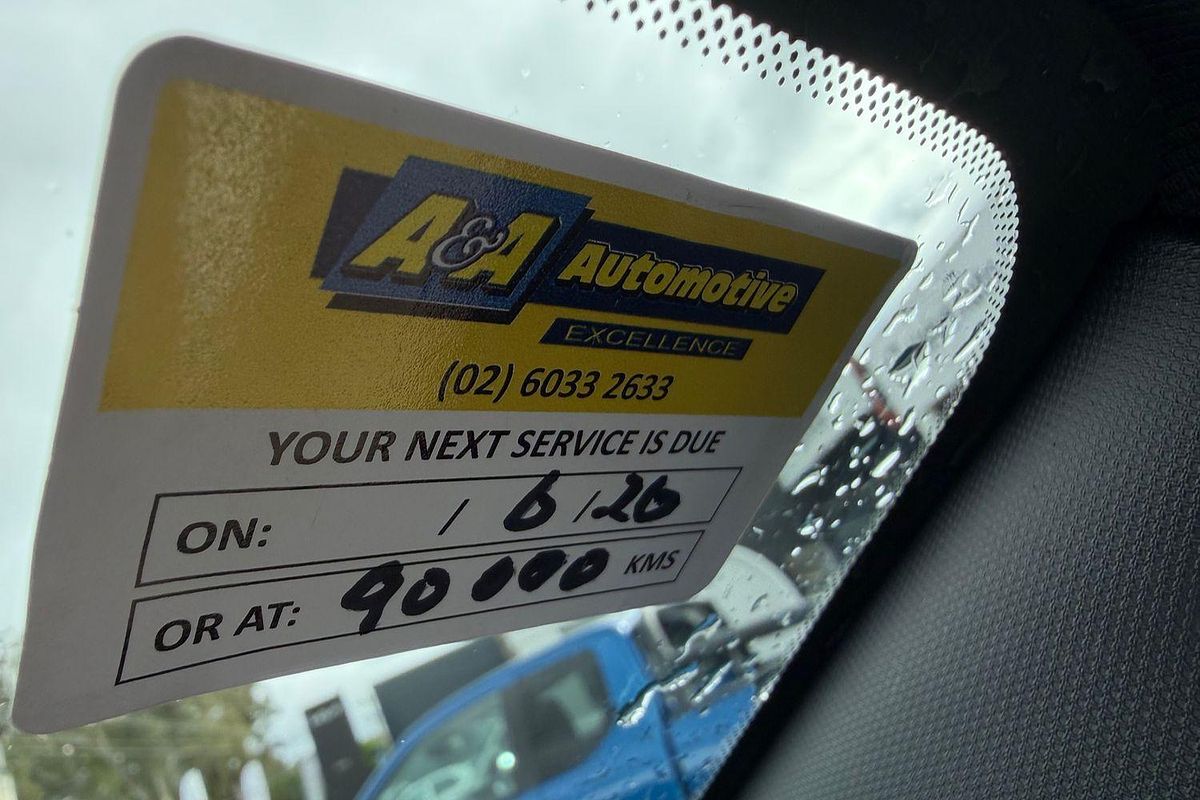 A&A Automotive
EXCELLENCE
(02) 6033 2633
YOUR NEXT SERVICE IS DUE
ON: / 6 / 26
OR AT: 90 000 KMS